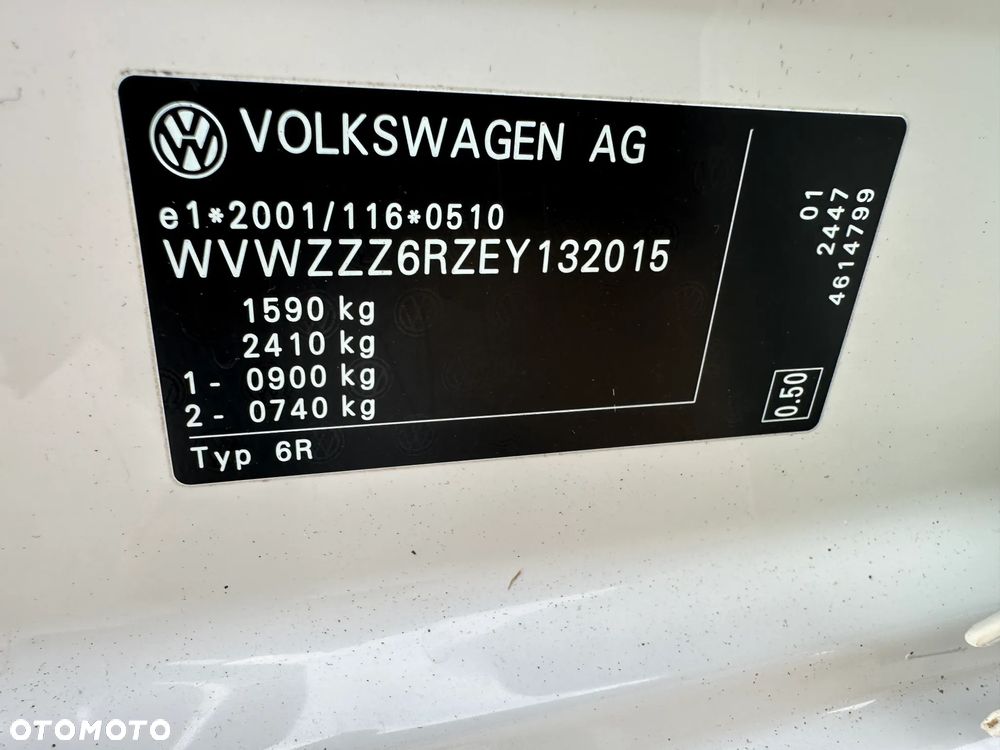 VOLKSWAGEN AG
e1*2001/116*0510
WVWZZZ6RZEY132015
1590 kg
2410 kg
1- 0900 kg
2- 0740 kg
Typ 6R
01
2447
4614799
0.50
OTOMOTO